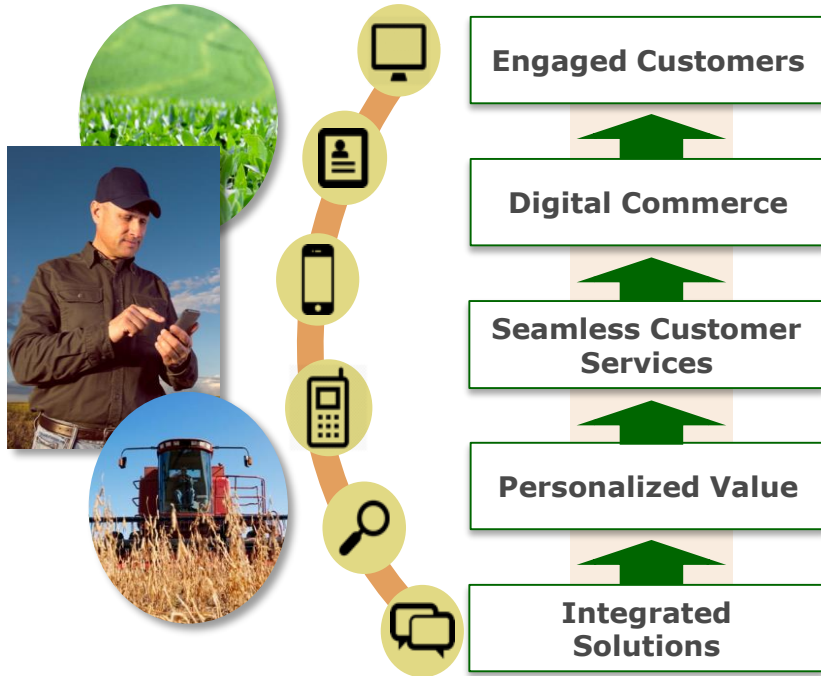 Engaged Customers
Digital Commerce
Seamless Customer
Services
Personalized Value
Integrated
Solutions